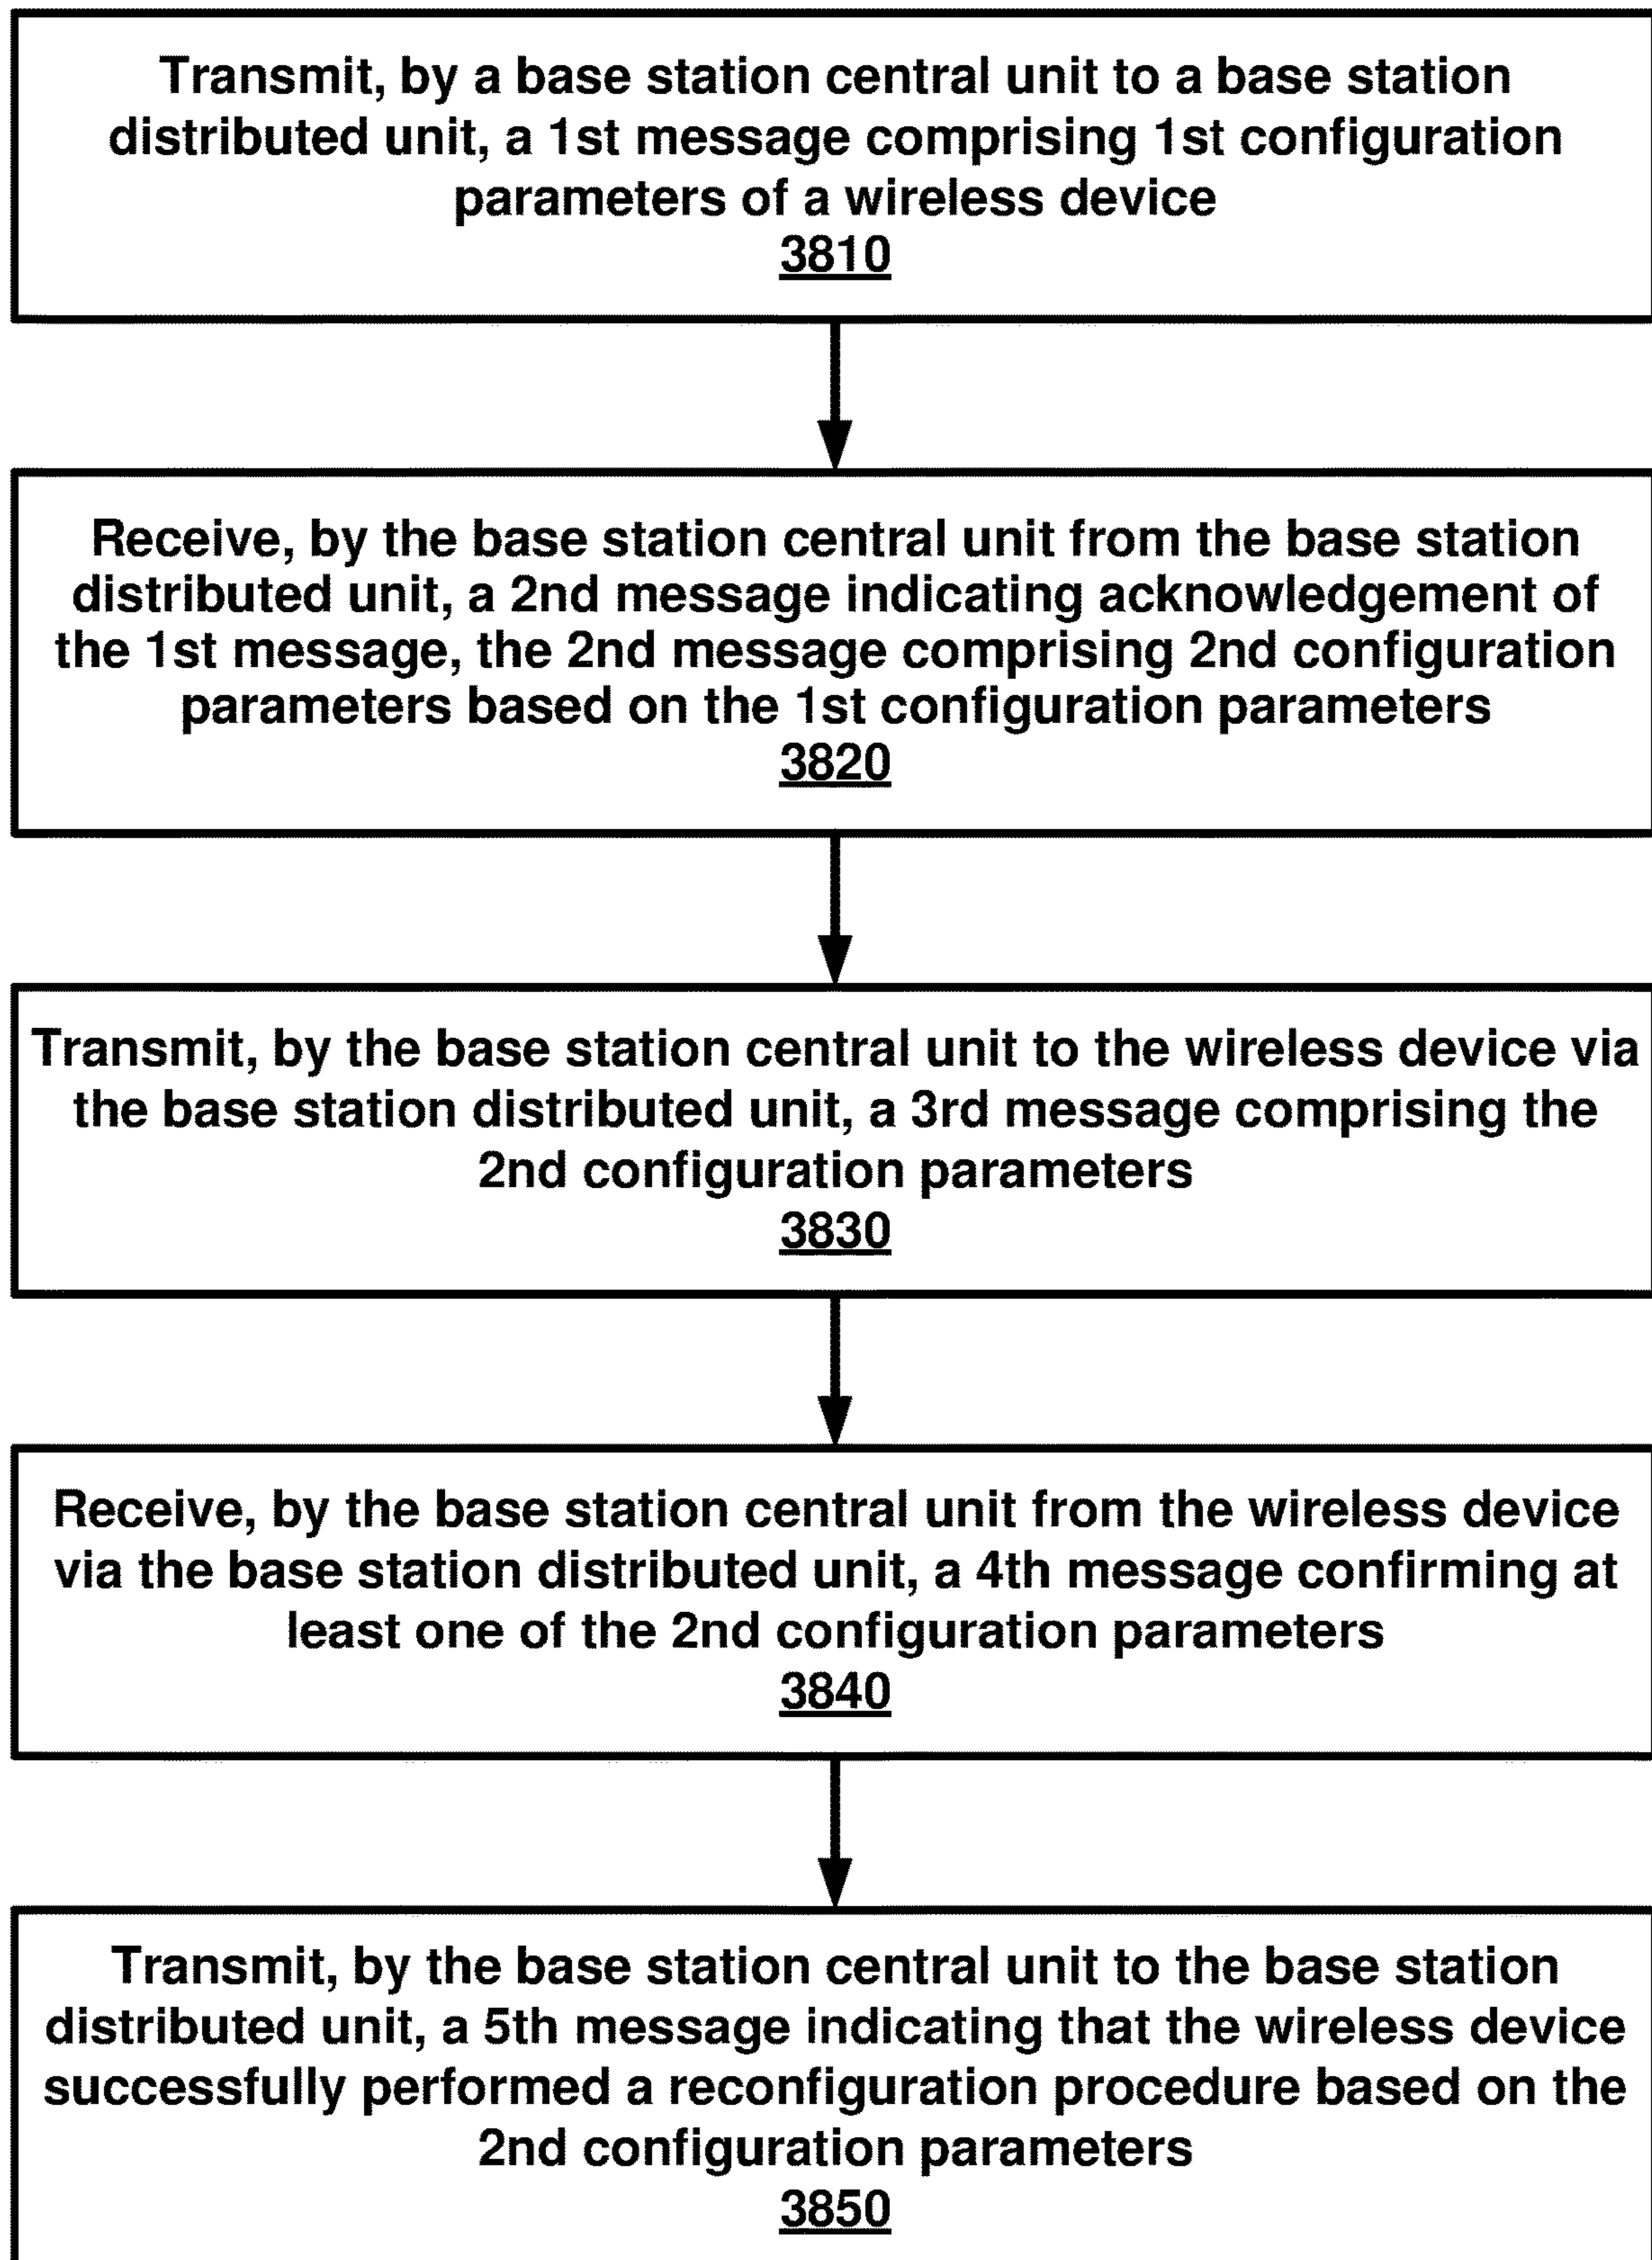 Transmit, by a base station central unit to a base station
distributed unit, a 1st message comprising 1st configuration
parameters of a wireless device
3810
Receive, by the base station central unit from the base station
distributed unit, a 2nd message indicating acknowledgement of
the 1st message, the 2nd message comprising 2nd configuration
parameters based on the 1st configuration parameters
3820
Transmit, by the base station central unit to the wireless device via
the base station distributed unit, a 3rd message comprising the
2nd configuration parameters
3830
Receive, by the base station central unit from the wireless device
via the base station distributed unit, a 4th message confirming at
least one of the 2nd configuration parameters
3840
Transmit, by the base station central unit to the base station
distributed unit, a 5th message indicating that the wireless device
successfully performed a reconfiguration procedure based on the
2nd configuration parameters
3850